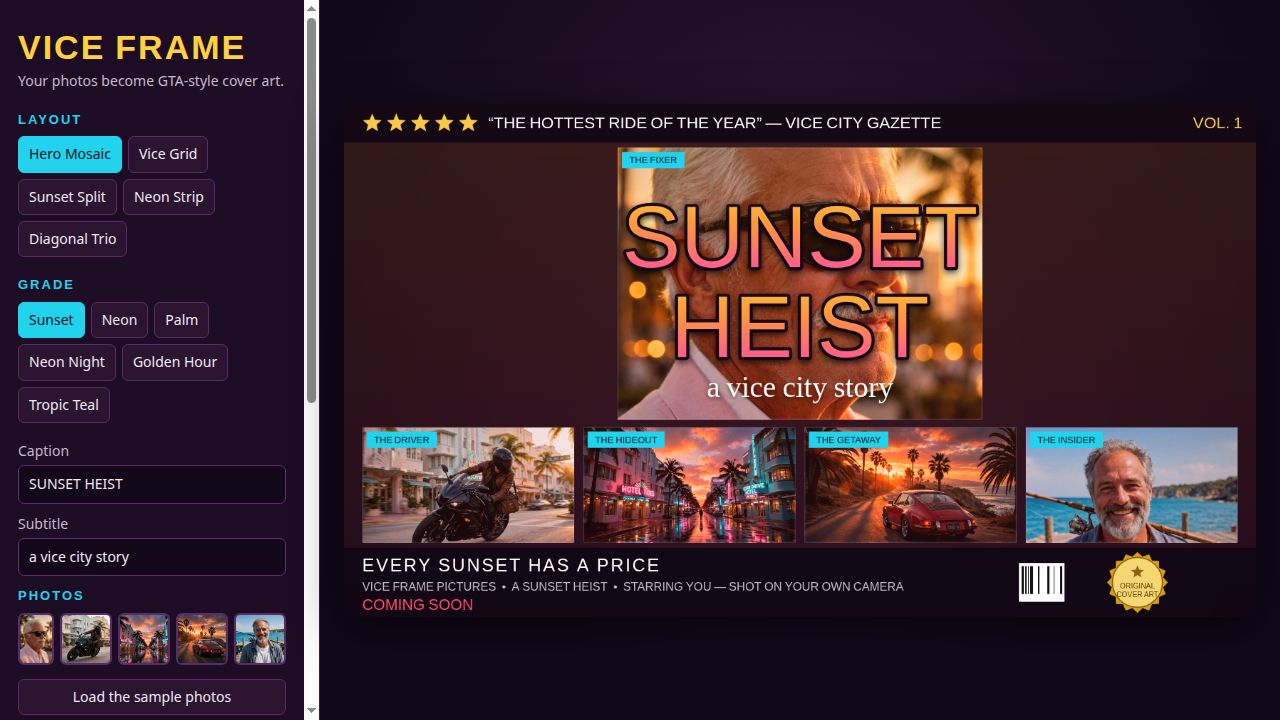 VICE FRAME
Your photos become GTA-style cover art.
LAYOUT
Hero Mosaic
Vice Grid
Sunset Split
Neon Strip
Diagonal Trio
GRADE
Sunset
Neon
Palm
Neon Night
Golden Hour
Tropic Teal
Caption
SUNSET HEIST
Subtitle
a vice city story
PHOTOS
Load the sample photos
“THE HOTTEST RIDE OF THE YEAR” — VICE CITY GAZETTE
VOL. 1
THE FIXER
SUNSET
HEIST
a vice city story
THE DRIVER
THE HIDEOUT
THE GETAWAY
THE INSIDER
EVERY SUNSET HAS A PRICE
VICE FRAME PICTURES • A SUNSET HEIST • STARRING YOU — SHOT ON YOUR OWN CAMERA
COMING SOON
ORIGINAL
COVER ART